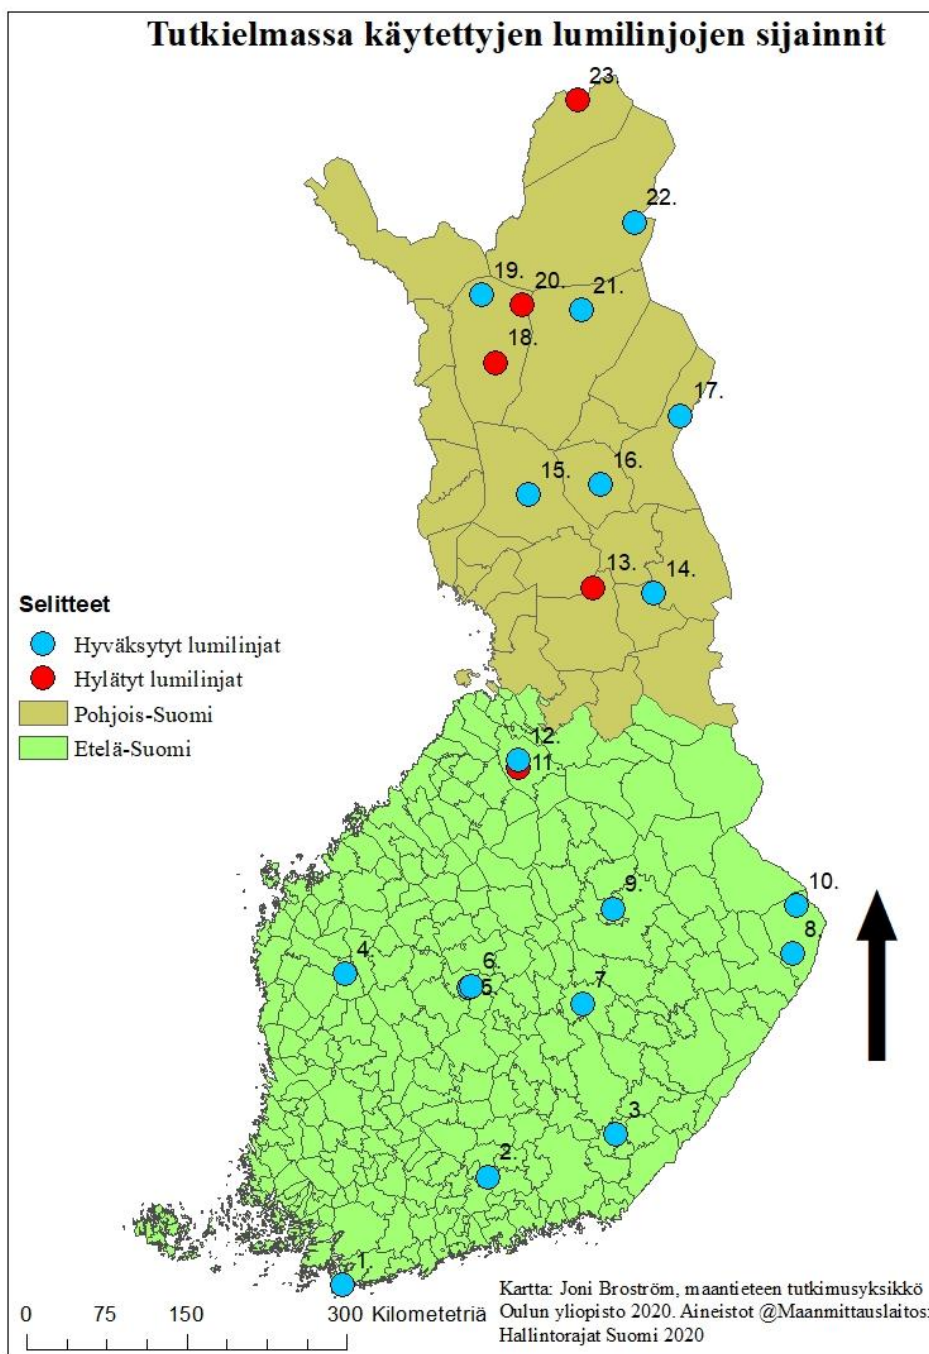 Tutkielmassa käytettyjen lumilinjojen sijainnit
23.
22.
19.
20.
21.
18.
17.
15.
16.
13.
14.
Selitteet
Hyväksytyt lumilinjat
Hylätyt lumilinjat
Pohjois-Suomi
Etelä-Suomi
12.
11.
9.
10.
8.
4.
6.
5.
7
3.
2.
1
Kartta: Joni Broström, maantieteen tutkimusyksikkö
Oulun yliopisto 2020. Aineistot @Maanmittauslaitos:
Hallintorajat Suomi 2020
0 75 150 300 Kilometetriä